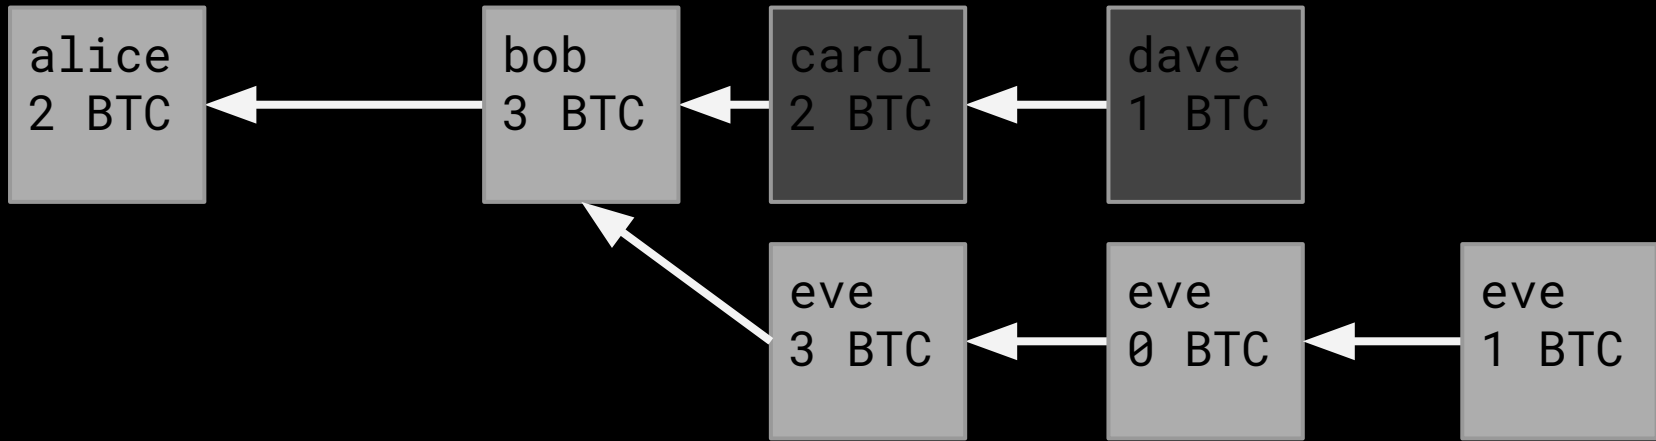 alice
2 BTC
bob
3 BTC
carol
2 BTC
dave
1 BTC
eve
3 BTC
eve
0 BTC
eve
1 BTC